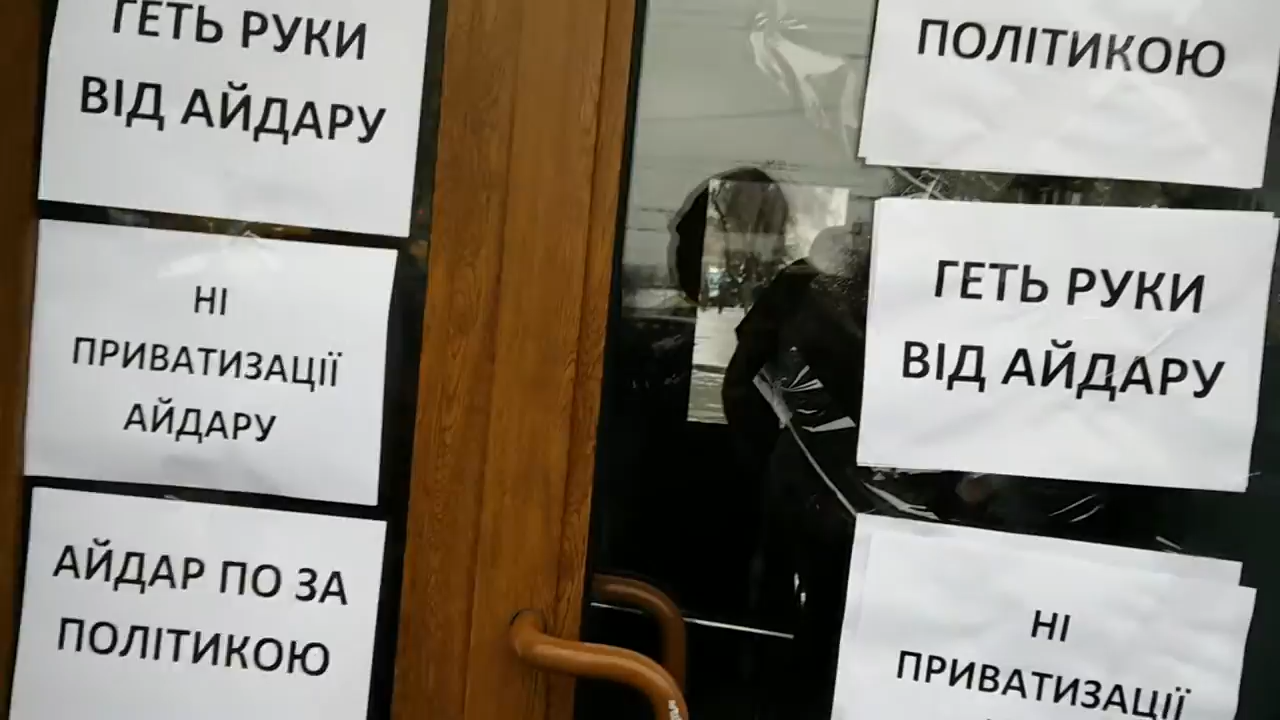 ГЕТЬ РУКИ
ВІД АЙДАРУ
НІ
ПРИВАТИЗАЦІЇ
АЙДАРУ
АЙДАР ПО ЗА
ПОЛІТИКОЮ
ПОЛІТИКОЮ
ГЕТЬ РУКИ
ВІД АЙДАРУ
НІ
ПРИВАТИЗАЦІЇ